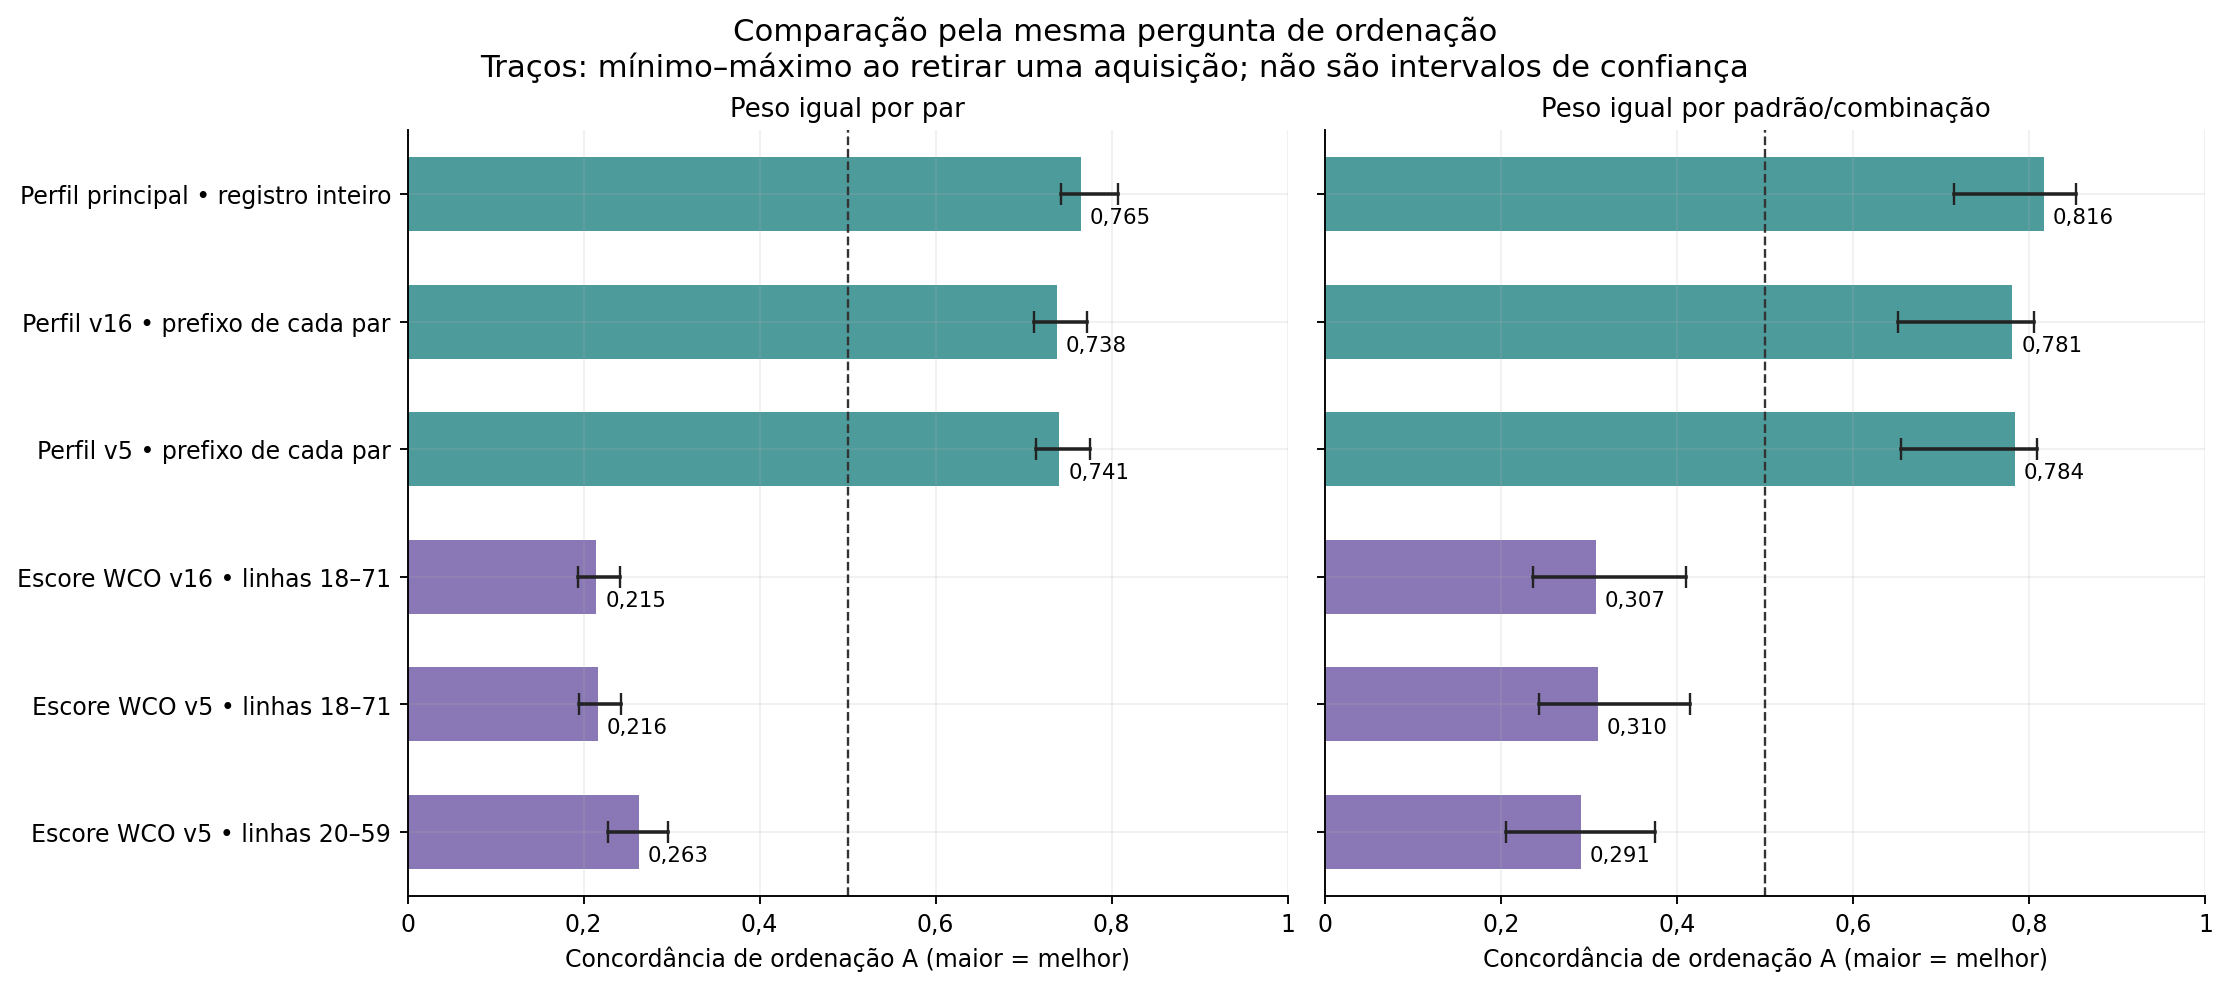 Comparação pela mesma pergunta de ordenação
Traços: mínimo–máximo ao retirar uma aquisição; não são intervalos de confiança
Peso igual por par
Peso igual por padrão/combinação
Perfil principal • registro inteiro
0,765
0,816
Perfil v16 • prefixo de cada par
0,738
0,781
Perfil v5 • prefixo de cada par
0,741
0,784
Escore WCO v16 • linhas 18–71
0,215
0,307
Escore WCO v5 • linhas 18–71
0,216
0,310
Escore WCO v5 • linhas 20–59
0,263
0,291
0 0,2 0,4 0,6 0,8 1
0 0,2 0,4 0,6 0,8 1
Concordância de ordenação A (maior = melhor)
Concordância de ordenação A (maior = melhor)